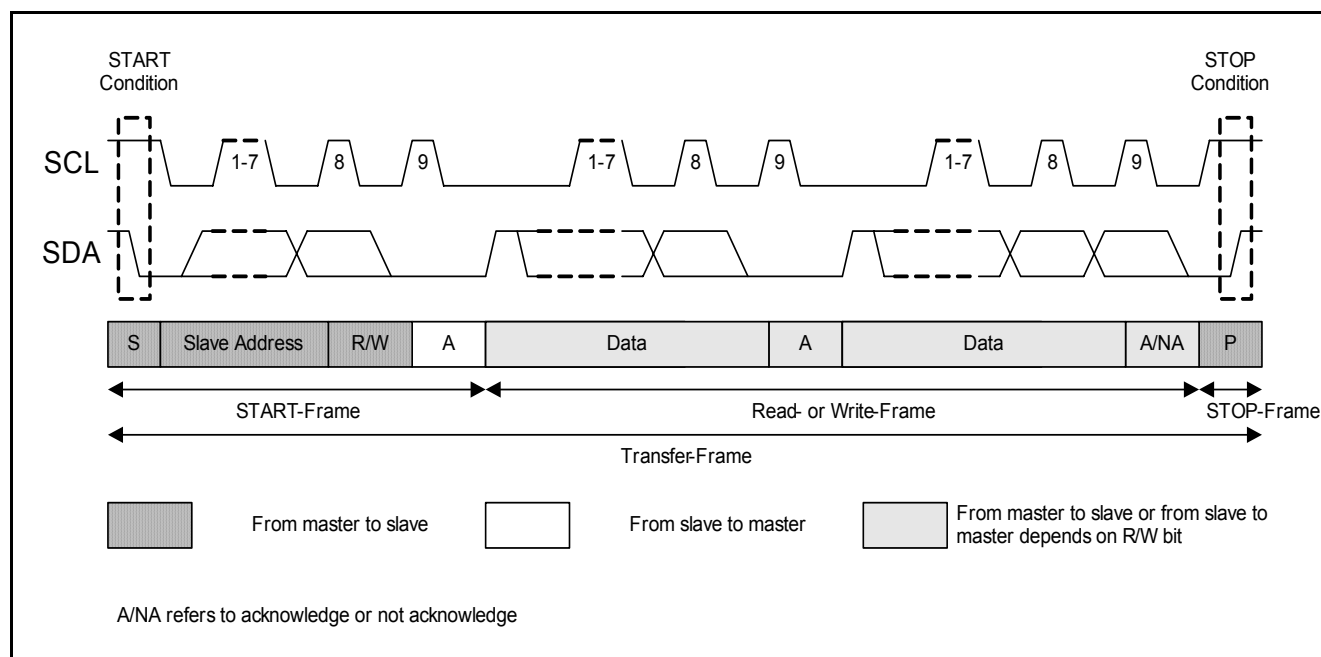 START
Condition
STOP
Condition
SCL
1-7
8
9
1-7
8
9
1-7
8
9
SDA
S
Slave Address
R/W
A
Data
A
Data
A/NA
P
START-Frame
Read- or Write-Frame
STOP-Frame
Transfer-Frame
From master to slave
From slave to master
From master to slave or from slave to
master depends on R/W bit
A/NA refers to acknowledge or not acknowledge